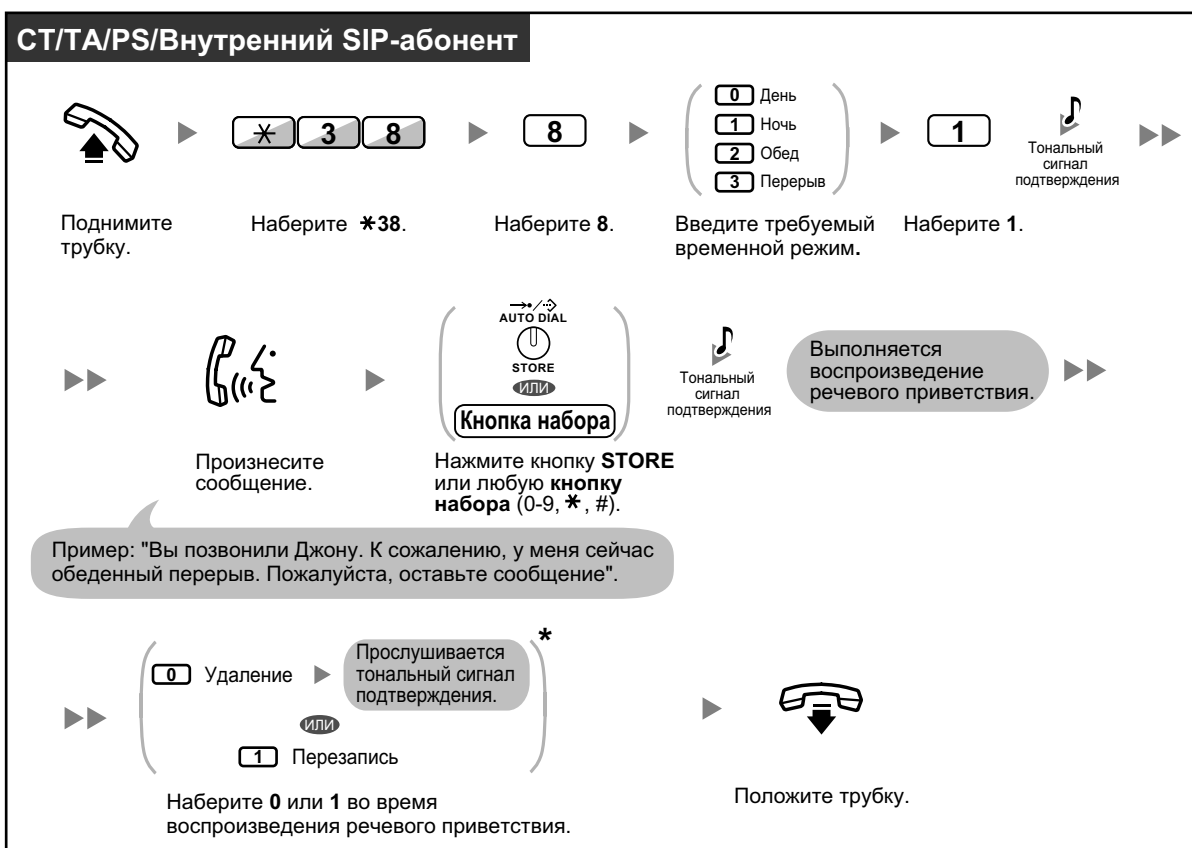 СТ/ТА/PS/Внутренний SIP-абонент
✳ 3 8
8
0 День
1 Ночь
2 Обед
3 Перерыв
1
Тональный
сигнал
подтверждения
Поднимите
трубку.
Наберите ✳38.
Наберите 8.
Введите требуемый
временной режим.
Наберите 1.
AUTO DIAL
STORE
ИЛИ
Кнопка набора
Тональный
сигнал
подтверждения
Выполняется
воспроизведение
речевого приветствия.
Произнесите
сообщение.
Нажмите кнопку STORE
или любую кнопку
набора (0-9, ✳, #).
Пример: "Вы позвонили Джону. К сожалению, у меня сейчас
обеденный перерыв. Пожалуйста, оставьте сообщение".
0 Удаление
Прослушивается
тональный сигнал
подтверждения.
*
ИЛИ
1 Перезапись
Наберите 0 или 1 во время
воспроизведения речевого приветствия.
Положите трубку.